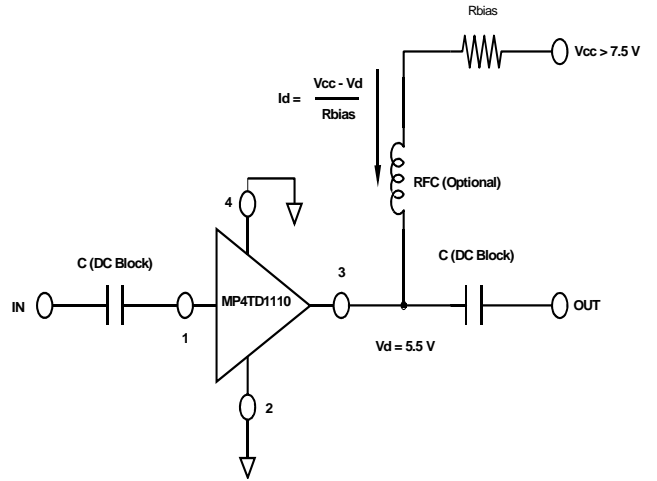 Rbias
Vcc > 7.5 V
Id = Vcc - Vd
Rbias
RFC (Optional)
4
C (DC Block)
3
C (DC Block)
MP4TD1110
IN
OUT
1
Vd = 5.5 V
2